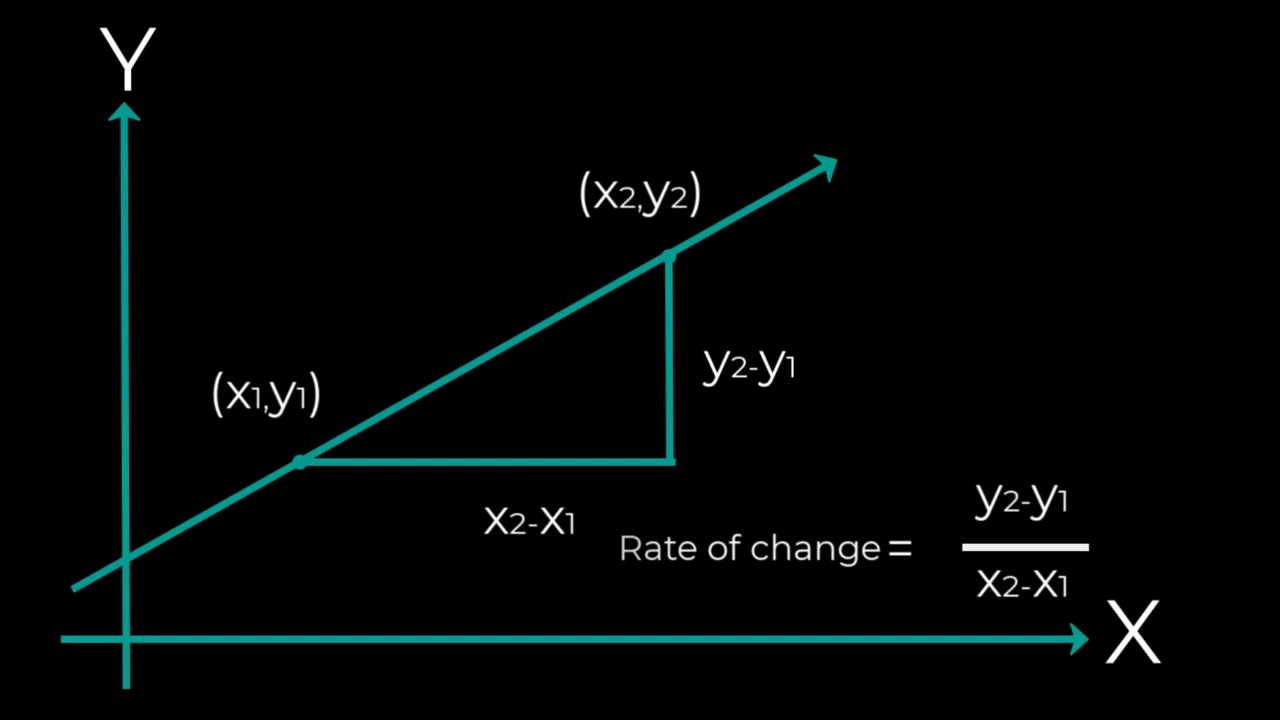 Y
(x2,y2)
y2-y1
(x1,y1)
x2-x1
Rate of change =
y2-y1
x2-x1
X